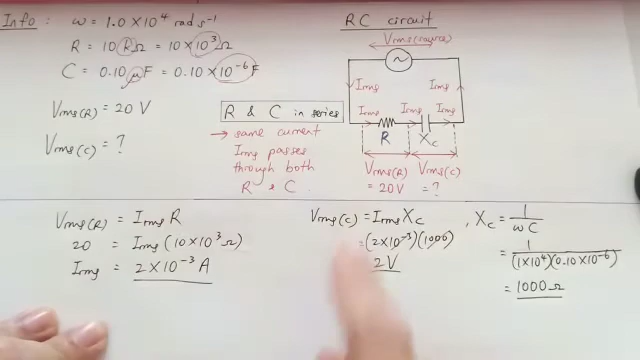 Info : ω = 1.0 × 10⁴ rad s⁻¹
R = 10 kΩ = 10 × 10³ Ω
C = 0.10 μF = 0.10 × 10⁻⁶ F
Vrms(R) = 20 V
Vrms(C) = ?
R & C in series
→ same current
Irms passes
through both
R & C.
RC circuit
Vrms(source)
Irms
Irms
Irms
Irms
Irms
R
Xc
Vrms(R)
= 20V
Vrms(C)
= ?
Vrms(R) = Irms R
20 = Irms (10 × 10³ Ω)
Irms = 2 × 10⁻³ A
Vrms(C) = Irms Xc
= (2 × 10⁻³)(1000)
2V
, Xc = 1 / ωC
= 1 / (1×10⁴)(0.10 × 10⁻⁶)
= 1000 Ω